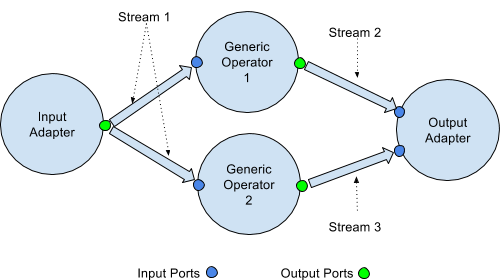 Stream 1
Generic
Operator
1
Stream 2
Input
Adapter
Output
Adapter
Generic
Operator
2
Stream 3
Input Ports
Output Ports